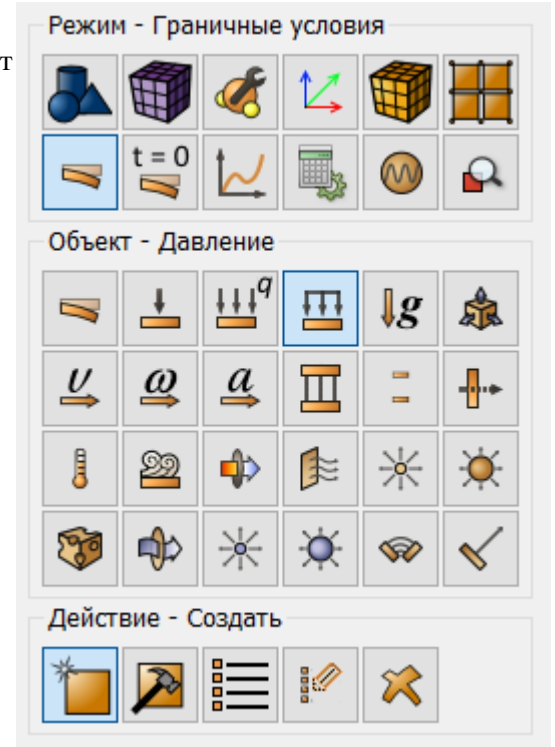 Режим - Граничные условия
т
t = 0
Объект - Давление
q
g
υ ω a
Действие - Создать